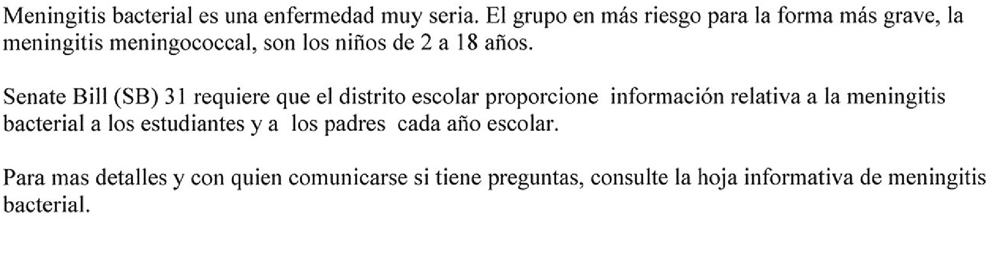 Meningitis bacterial es una enfermedad muy seria. El grupo en más riesgo para la forma más grave, la
meningitis meningococcal, son los niños de 2 a 18 años.
Senate Bill (SB) 31 requiere que el distrito escolar proporcione  información relativa a la meningitis
bacterial a los estudiantes y a  los padres  cada año escolar.
Para mas detalles y con quien comunicarse si tiene preguntas, consulte la hoja informativa de meningitis
bacterial.